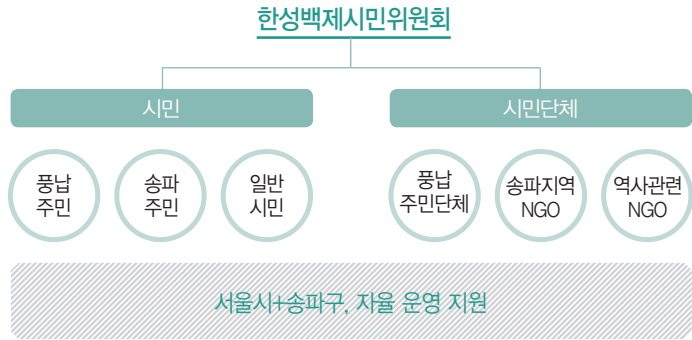 한성백제시민위원회
시민
시민단체
풍납
주민
송파
주민
일반
시민
풍납
주민단체
송파지역
NGO
역사관련
NGO
서울시+송파구, 자율 운영 지원